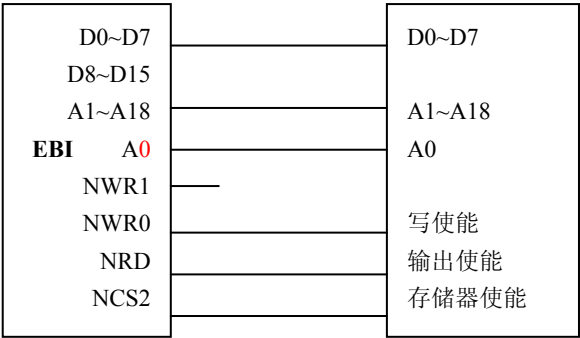 D0~D7 D0~D7
D8~D15
A1~A18 A1~A18
EBI A0 A0
NWR1
NWR0 写使能
NRD 输出使能
NCS2 存储器使能